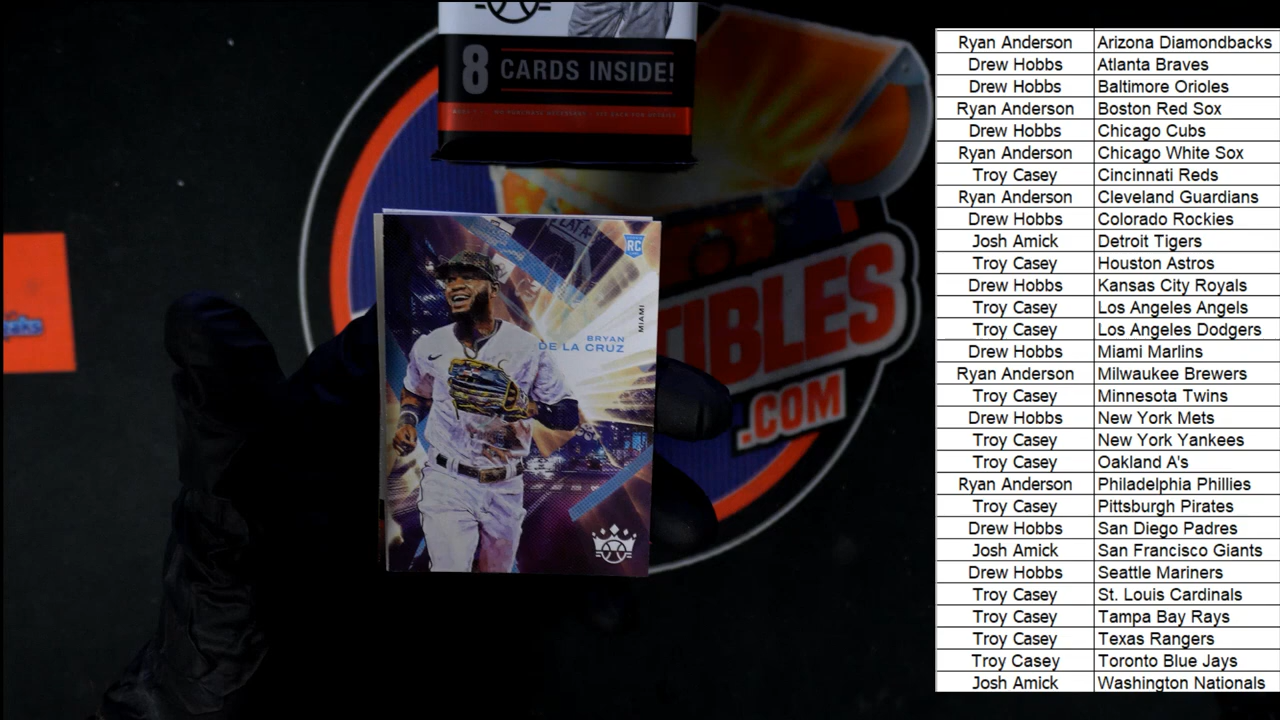 8 CARDS INSIDE!
RC
MIAMI
BRYAN
DE LA CRUZ
TIBLES
.COM
Ryan Anderson Arizona Diamondbacks
Drew Hobbs Atlanta Braves
Drew Hobbs Baltimore Orioles
Ryan Anderson Boston Red Sox
Drew Hobbs Chicago Cubs
Ryan Anderson Chicago White Sox
Troy Casey Cincinnati Reds
Ryan Anderson Cleveland Guardians
Drew Hobbs Colorado Rockies
Josh Amick Detroit Tigers
Troy Casey Houston Astros
Drew Hobbs Kansas City Royals
Troy Casey Los Angeles Angels
Troy Casey Los Angeles Dodgers
Drew Hobbs Miami Marlins
Ryan Anderson Milwaukee Brewers
Troy Casey Minnesota Twins
Drew Hobbs New York Mets
Troy Casey New York Yankees
Troy Casey Oakland A's
Ryan Anderson Philadelphia Phillies
Troy Casey Pittsburgh Pirates
Drew Hobbs San Diego Padres
Josh Amick San Francisco Giants
Drew Hobbs Seattle Mariners
Troy Casey St. Louis Cardinals
Troy Casey Tampa Bay Rays
Troy Casey Texas Rangers
Troy Casey Toronto Blue Jays
Josh Amick Washington Nationals